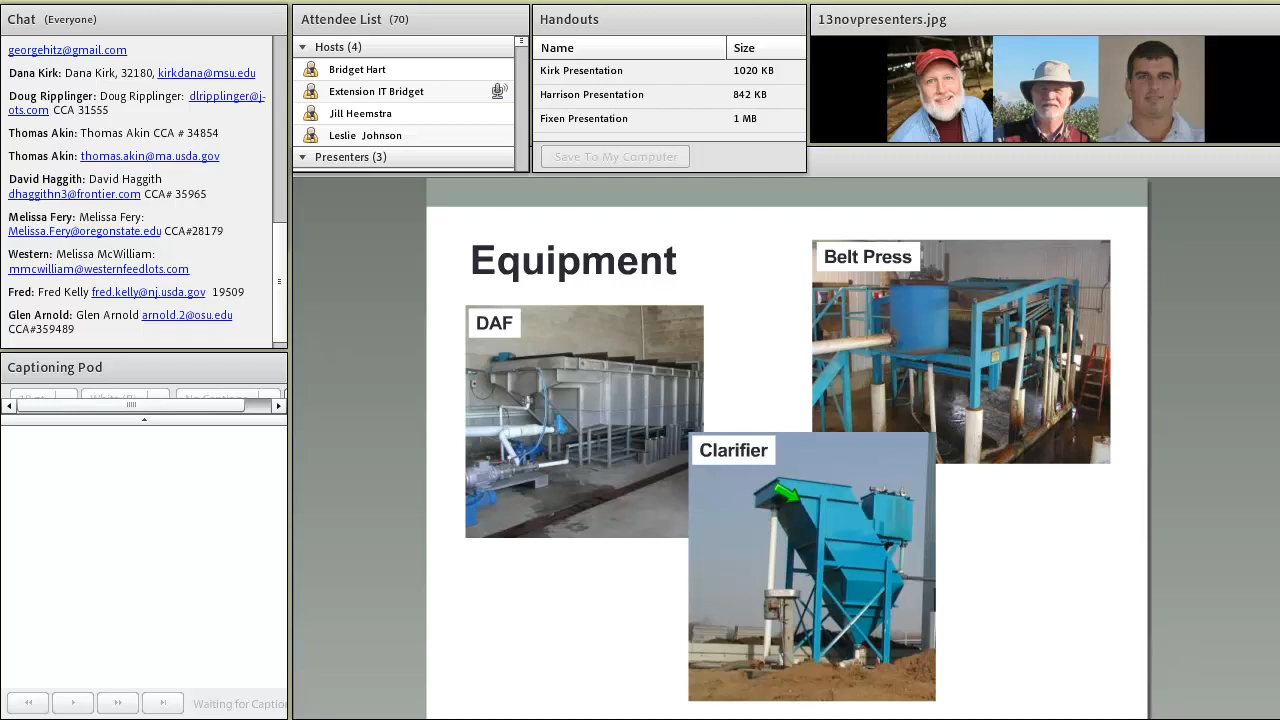 Chat (Everyone)
georgehitz@gmail.com
Dana Kirk: Dana Kirk, 32180, kirkdana@msu.edu
Doug Ripplinger: Doug Ripplinger: dlripplinger@j-
ots.com CCA 31555
Thomas Akin: Thomas Akin CCA # 34854
Thomas Akin: thomas.akin@ma.usda.gov
David Haggith: David Haggith
dhaggithn3@frontier.com CCA# 35965
Melissa Fery: Melissa Fery:
Melissa.Fery@oregonstate.edu CCA#28179
Western: Melissa McWilliam:
mmcwilliam@westernfeedlots.com
Fred: Fred Kelly fred.kelly@nj.usda.gov 19509
Glen Arnold: Glen Arnold arnold.2@osu.edu
CCA#359489
Captioning Pod
Waiting for Captio
Attendee List (70)
Hosts (4)
Bridget Hart
Extension IT Bridget
Jill Heemstra
Leslie Johnson
Presenters (3)
Handouts
Name Size
Kirk Presentation 1020 KB
Harrison Presentation 842 KB
Fixen Presentation 1 MB
Save To My Computer
13novpresenters.jpg
Equipment
Belt Press
DAF
Clarifier